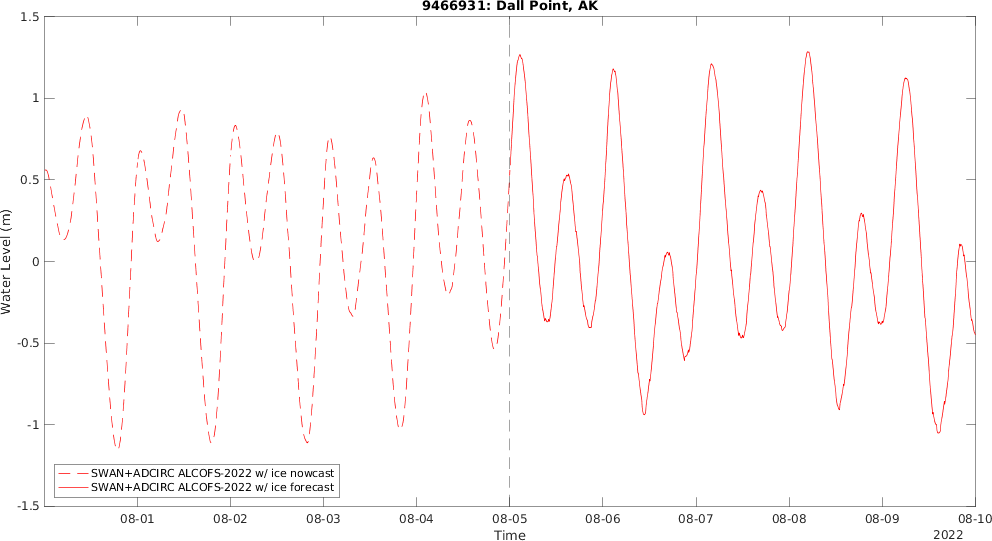 9466931: Dall Point, AK
1.5
1
0.5
0
-0.5
-1
-1.5
Water Level (m)
SWAN+ADCIRC ALCOFS-2022 w/ ice nowcast
SWAN+ADCIRC ALCOFS-2022 w/ ice forecast
08-01 08-02 08-03 08-04 08-05 08-06 08-07 08-08 08-09 08-10
Time
2022